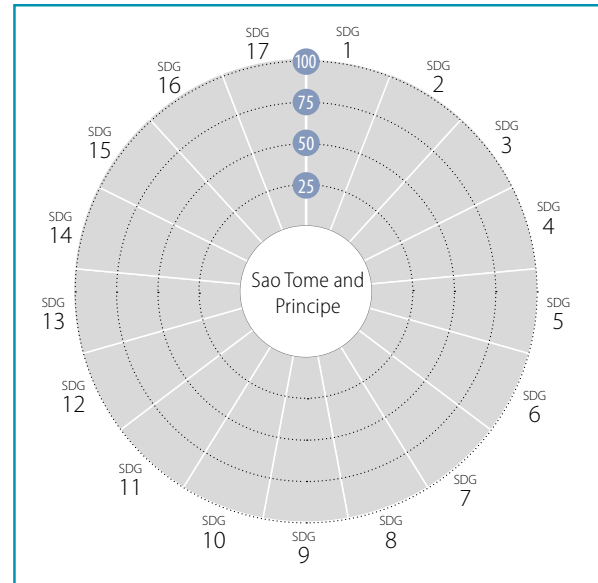 SDG
1
SDG
2
SDG
3
SDG
4
SDG
5
SDG
6
SDG
7
SDG
8
SDG
9
SDG
10
SDG
11
SDG
12
SDG
13
SDG
14
SDG
15
SDG
16
SDG
17
100
75
50
25
Sao Tome and
Principe